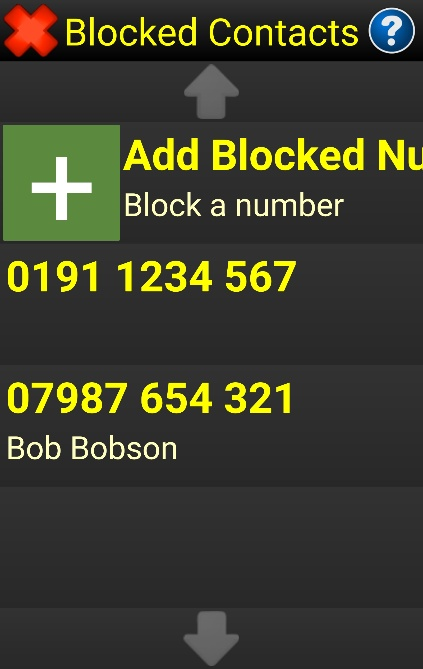 Blocked Contacts ?
Add Blocked Nu
Block a number
0191 1234 567
07987 654 321
Bob Bobson